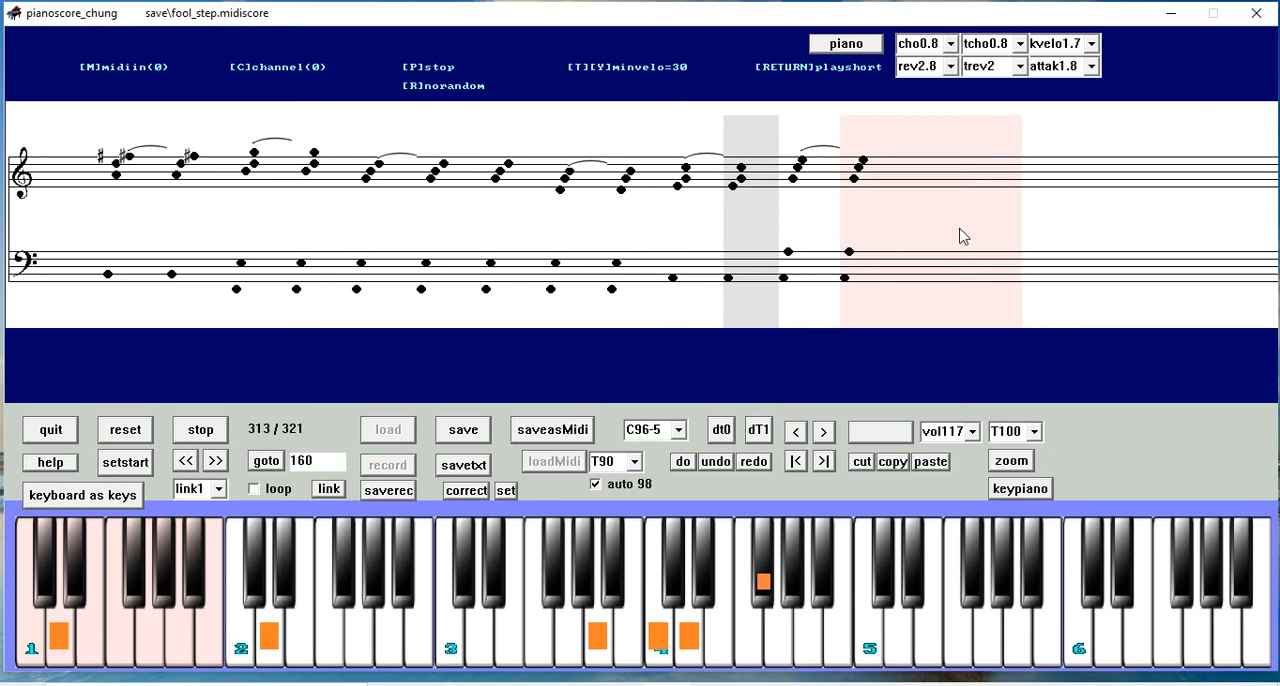 pianoscore_chung save\fool_step.midiscore
piano cho0.8 tcho0.8 kvelo1.7
[M]midiin(0) [C]channel(0) [P]stop [T][Y]minvelo=30 [RETURN]playshort rev2.8 trev2 attak1.8
[R]norandom
quit reset stop 313 / 321 load save saveasMidi C96-5 dt0 dT1 < > vol117 T100
help setstart << >> goto 160 record savetxt loadMidi T90 do undo redo |< >| cut copy paste zoom
keyboard as keys link1 loop link saverec correct set auto 98 keypiano
1 2 3 4 5 6